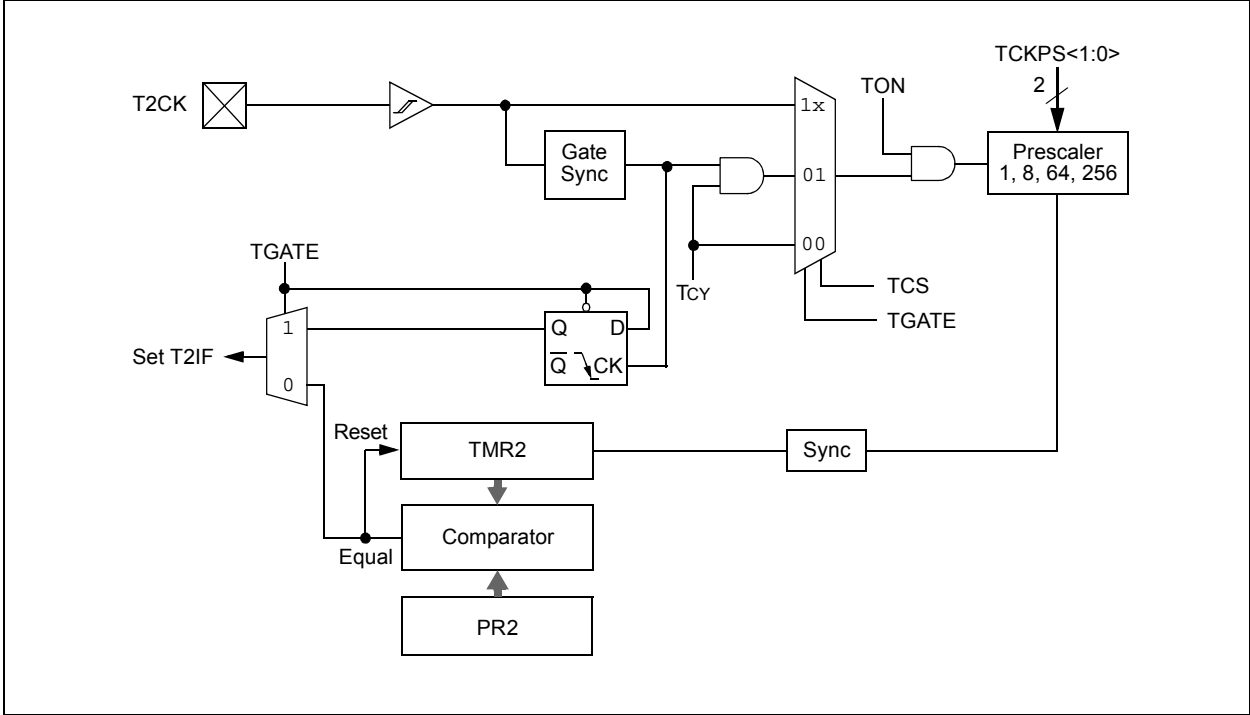 TCKPS<1:0>
2
T2CK
1x
TON
Gate
Sync
Prescaler
1, 8, 64, 256
01
00
TGATE
TCY
TCS
TGATE
1
Q
D
Set T2IF
Q̅
CK
0
Reset
TMR2
Sync
Comparator
Equal
PR2